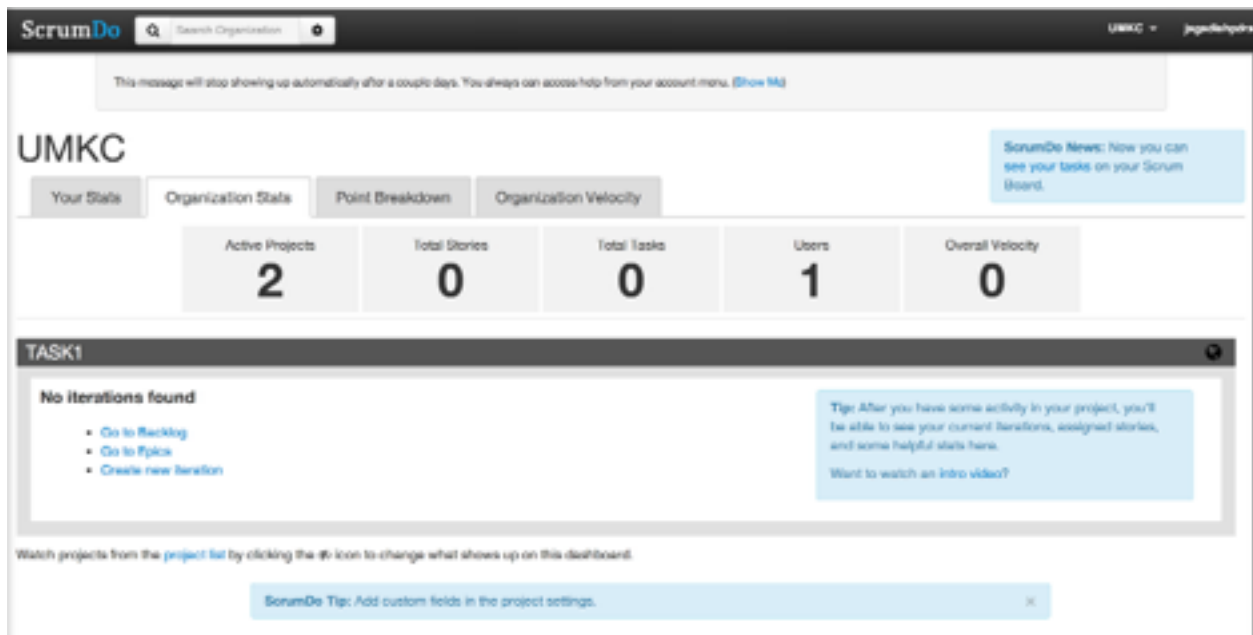 ScrumDo
Search Organization
UMKC
This message will stop showing up automatically after a couple days. You always can access help from your account menu. (Show Me)
UMKC
ScrumDo News: Now you can
see your tasks on your Scrum
Board.
Your Stats
Organization Stats
Point Breakdown
Organization Velocity
Active Projects
2
Total Stories
0
Total Tasks
0
Users
1
Overall Velocity
0
TASK1
No iterations found
Go to Backlog
Go to Epics
Create new iteration
Tip: After you have some activity in your project, you'll
be able to see your current iterations, assigned stories,
and some helpful stats here.
Want to watch an intro video?
Watch projects from the project list by clicking the icon to change what shows up on this dashboard.
ScrumDo Tip: Add custom fields in the project settings.